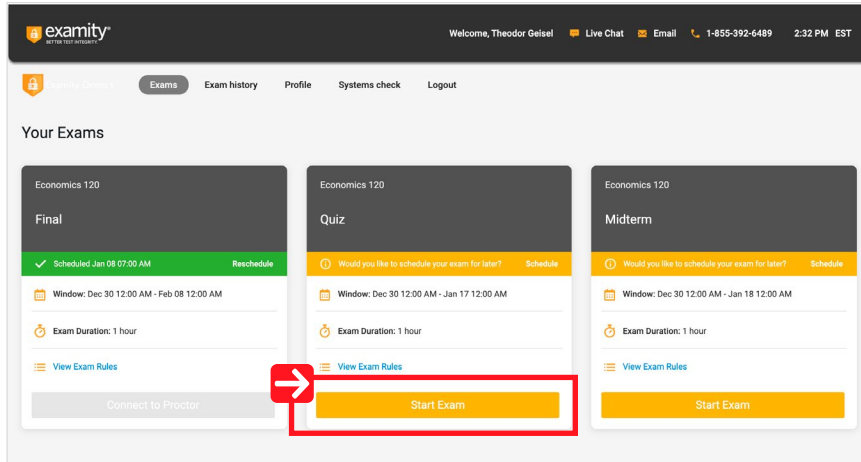 examity®
BETTER TEST INTEGRITY
Welcome, Theodor Geisel Live Chat Email 1-855-392-6489 2:32 PM EST
Exams Exam history Profile Systems check Logout
Your Exams
Economics 120
Final
Scheduled Jan 08 07:00 AM Reschedule
Window: Dec 30 12:00 AM - Feb 08 12:00 AM
Exam Duration: 1 hour
View Exam Rules
Connect to Proctor
Economics 120
Quiz
Would you like to schedule your exam for later? Schedule
Window: Dec 30 12:00 AM - Jan 17 12:00 AM
Exam Duration: 1 hour
View Exam Rules
Start Exam
Economics 120
Midterm
Would you like to schedule your exam for later? Schedule
Window: Dec 30 12:00 AM - Jan 18 12:00 AM
Exam Duration: 1 hour
View Exam Rules
Start Exam